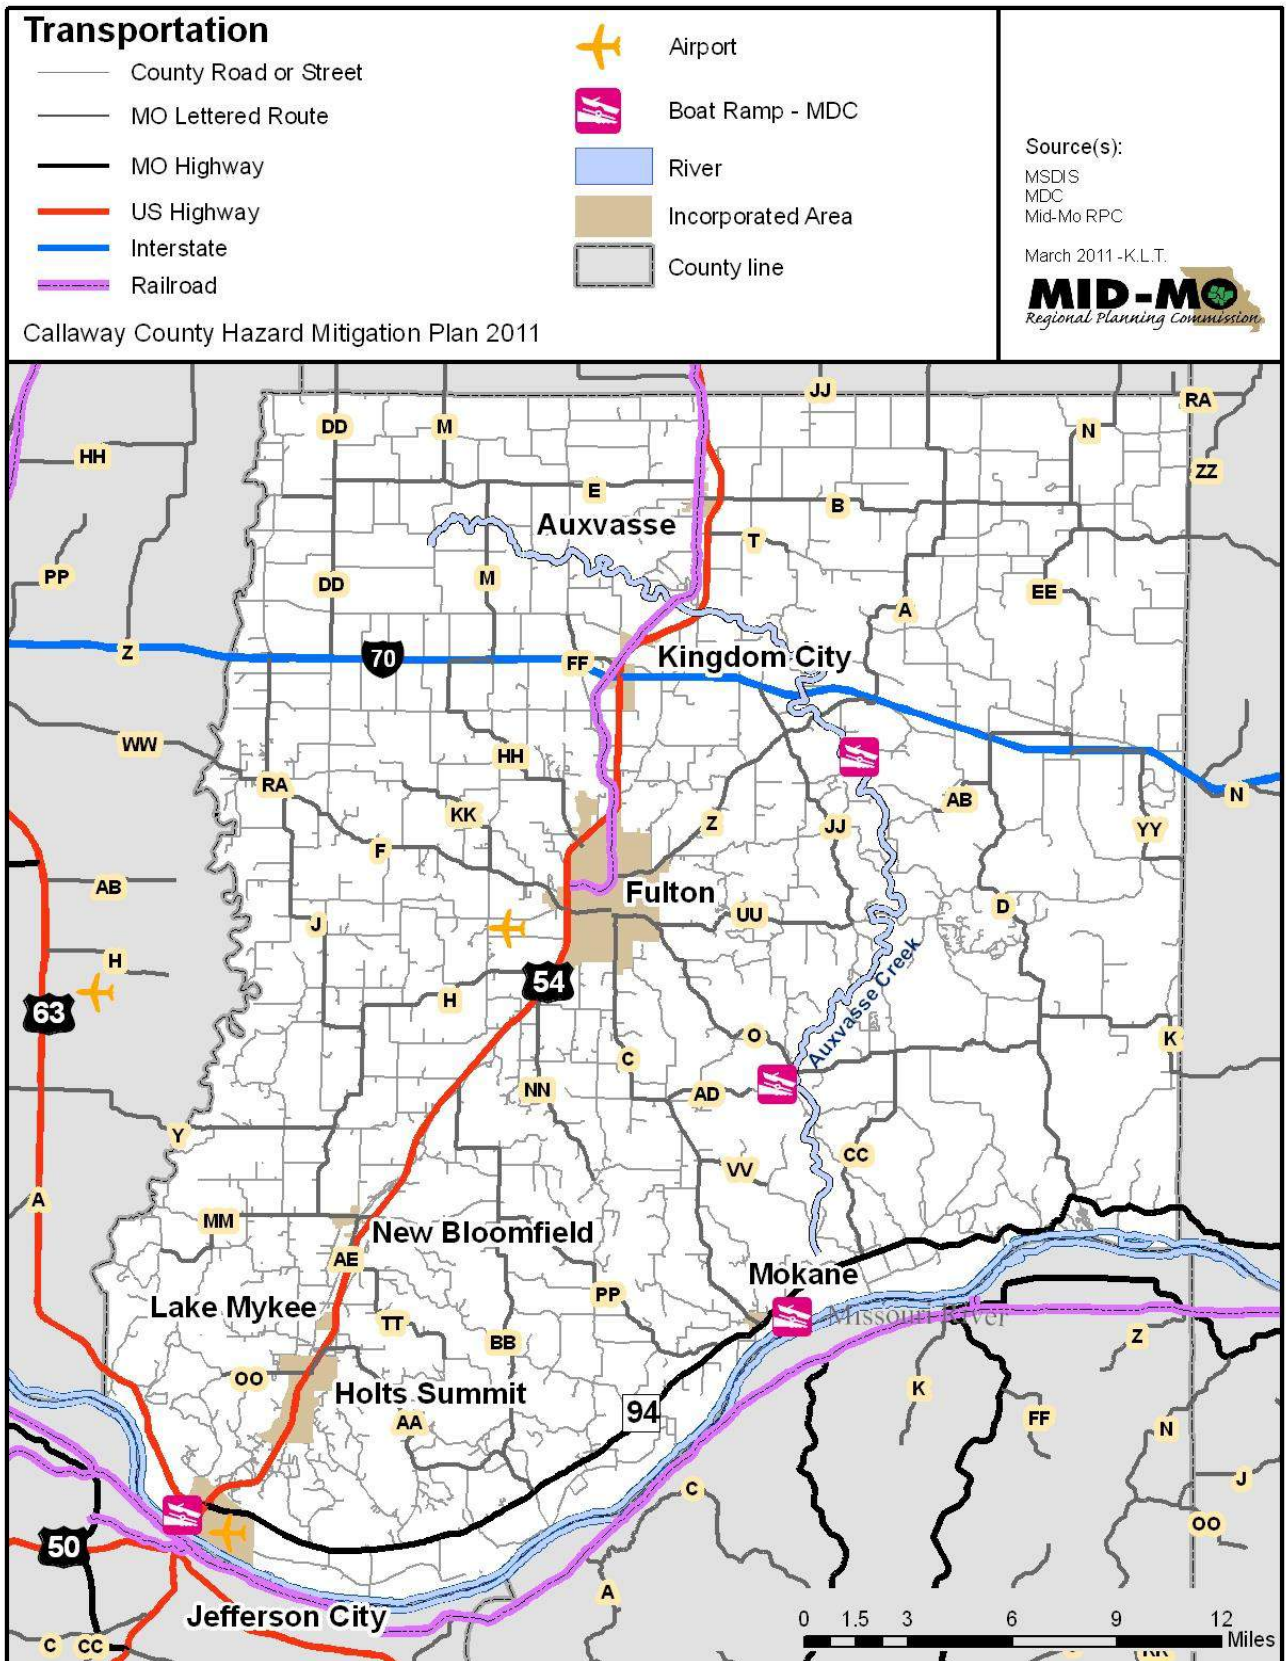 Transportation
County Road or Street
MO Lettered Route
MO Highway
US Highway
Interstate
Railroad
Callaway County Hazard Mitigation Plan 2011
Airport
Boat Ramp - MDC
River
Incorporated Area
County line
Source(s):
MSDIS
MDC
Mid-Mo RPC
March 2011 -K.L.T.
MID-MO
Regional Planning Commission
JJ
RA
DD
M
N
HH
ZZ
E
B
Auxvasse
T
PP
DD
M
EE
A
Z
70
FF
Kingdom City
WW
HH
RA
AB
N
KK
Z
JJ
YY
F
AB
Fulton
D
J
UU
H
54
H
63
Auxvasse Creek
O
K
C
NN
AD
Y
CC
VV
A
MM
New Bloomfield
AE
Mokane
PP
Lake Mykee
TT
Missouri River
BB
Z
OO
Holts Summit
K
94
AA
FF
N
C
J
OO
50
A
Jefferson City
C
CC
0 1.5 3 6 9 12
Miles